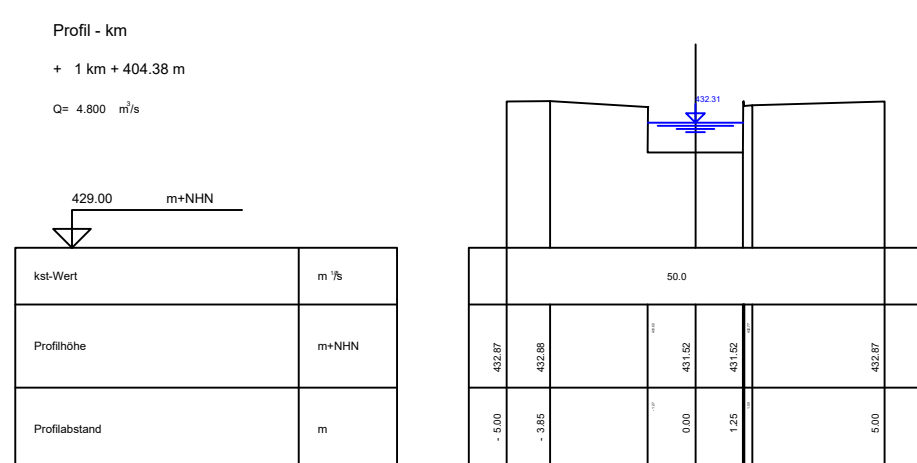 Profil - km
+ 1 km + 404.38 m
Q= 4.800 m³/s
432.31
429.00 m+NHN
kst-Wert m ¹/³/s 50.0
Profilhöhe m+NHN 432.87 432.88 431.52 431.52 432.87
Profilabstand m - 5.00 - 3.85 0.00 1.25 5.00